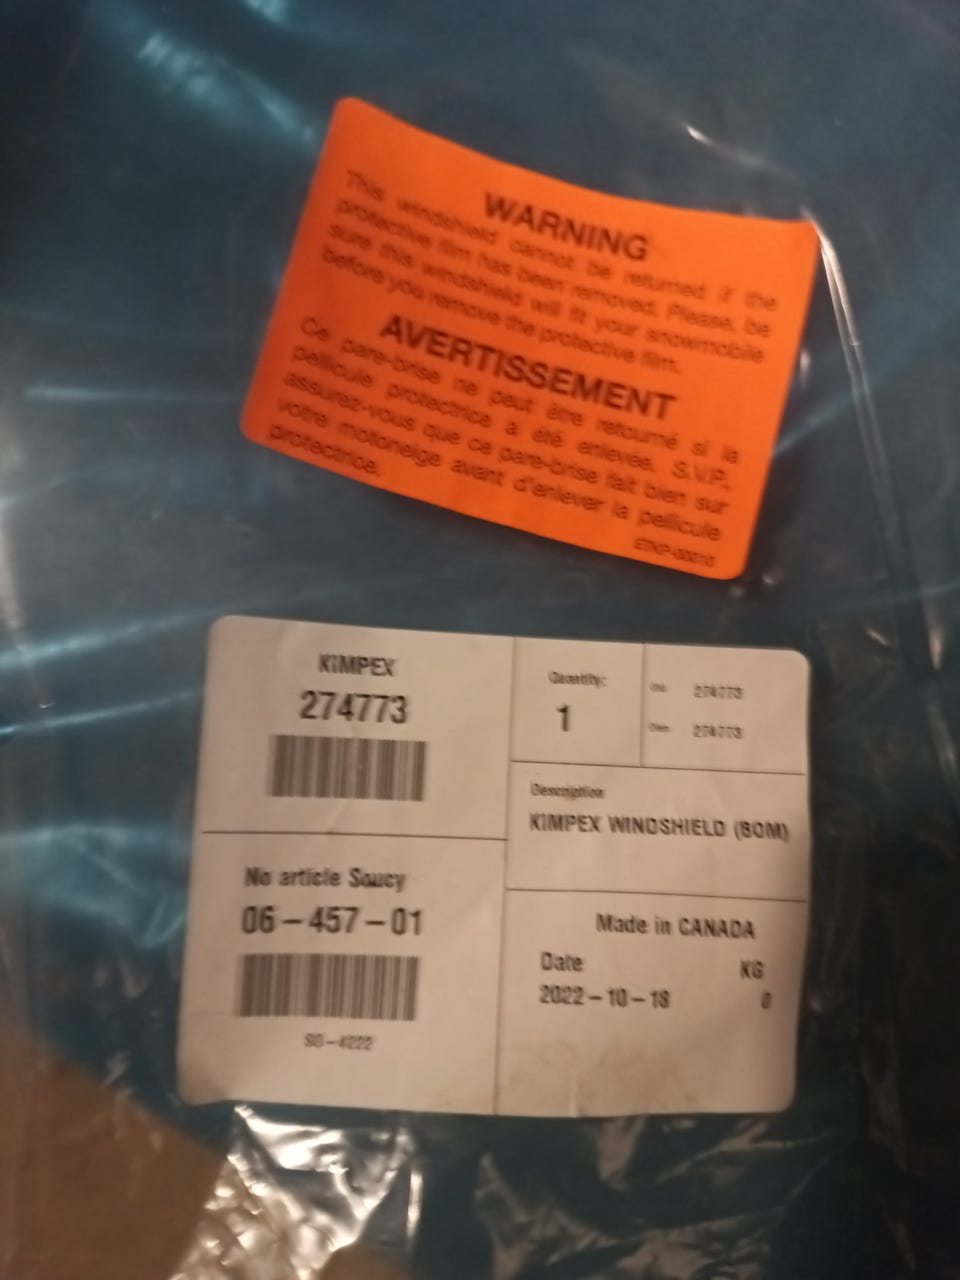 WARNING
This windshield cannot be returned if the
protective film has been removed. Please, be
sure this windshield will fit your snowmobile
before you remove the protective film.
AVERTISSEMENT
Ce pare-brise ne peut être retourné si la
pellicule protectrice a été enlevée. S.V.P.,
assurez-vous que ce pare-brise fait bien sur
votre motoneige avant d'enlever la pellicule
protectrice.
ETKP-00010
KIMPEX
274773
Quantity:
1
274773
274773
Description
KIMPEX WINDSHIELD (BOM)
No article Soucy
06-457-01
SO-4222
Made in CANADA
Date KG
2022-10-18 0